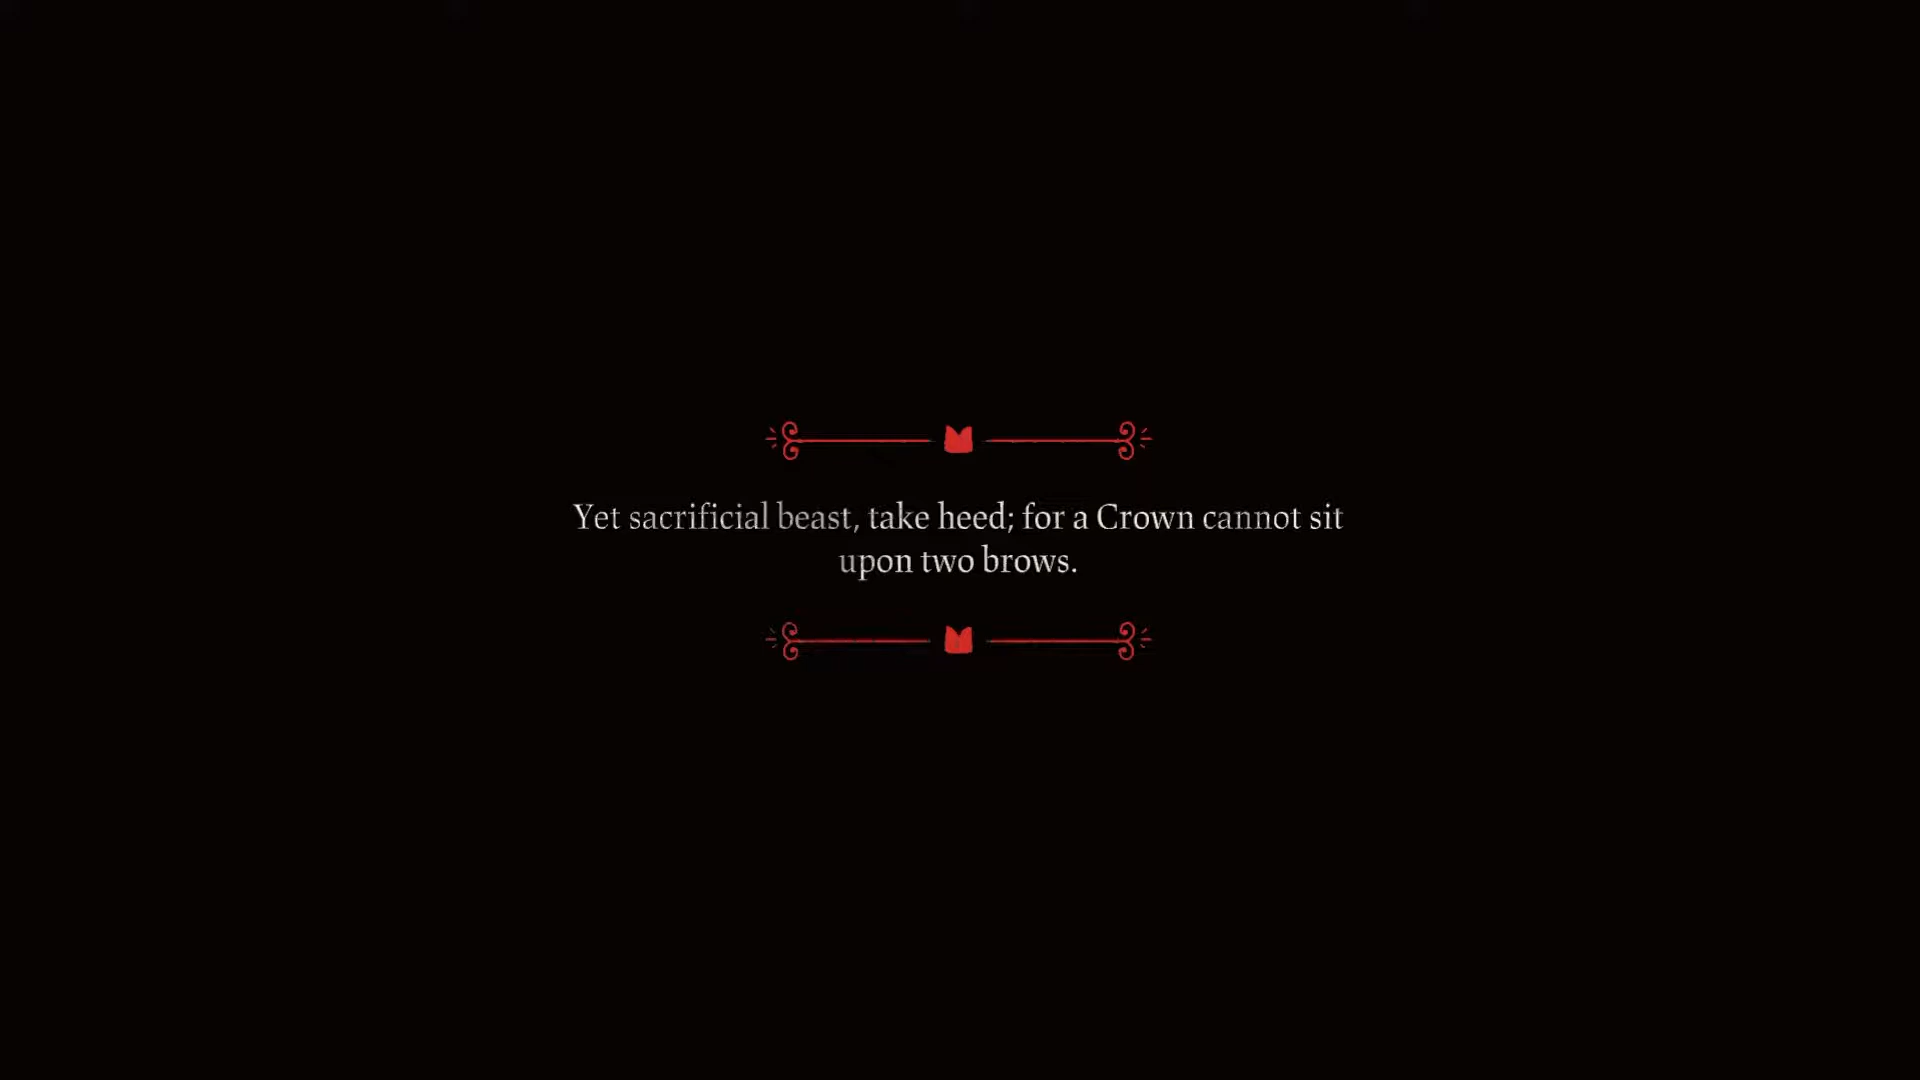 Yet sacrificial beast, take heed; for a Crown cannot sit
upon two brows.